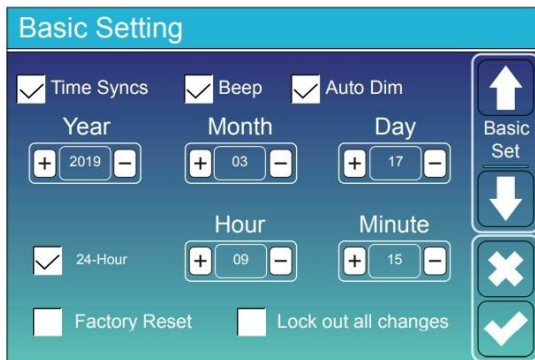 Basic Setting
Time Syncs Beep Auto Dim
Year Month Day
+ 2019 − + 03 − + 17 −
Basic
Set
Hour Minute
24-Hour + 09 − + 15 −
Factory Reset Lock out all changes